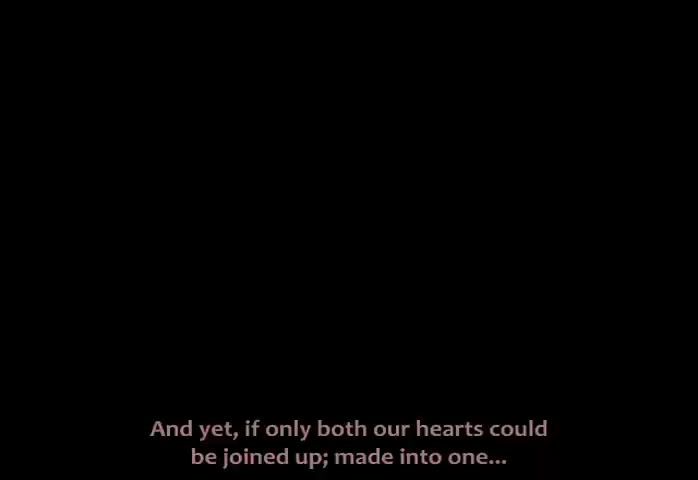 And yet, if only both our hearts could
be joined up; made into one...